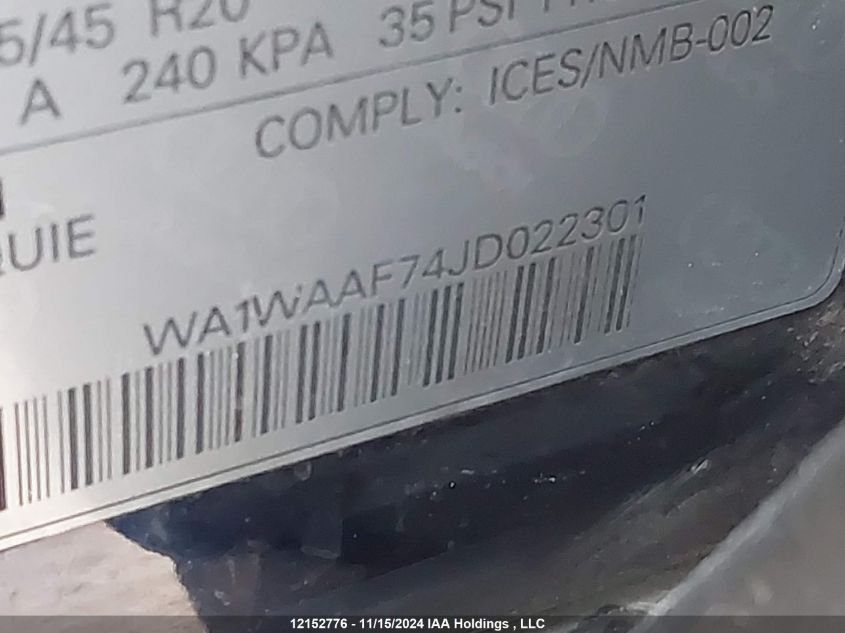 5/45 R20
A 240 KPA 35 PSI
COMPLY: ICES/NMB-002
QUIE
WA1WAAF74JD022301
12152776 - 11/15/2024 IAA Holdings , LLC